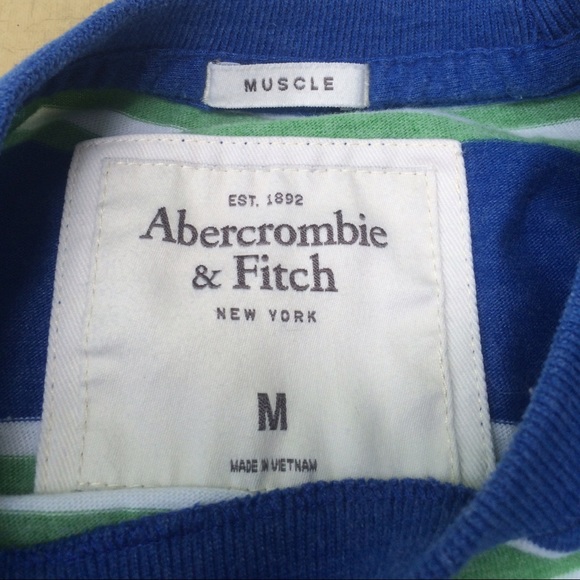 MUSCLE
EST. 1892
Abercrombie
& Fitch
NEW YORK
M
MADE IN VIETNAM